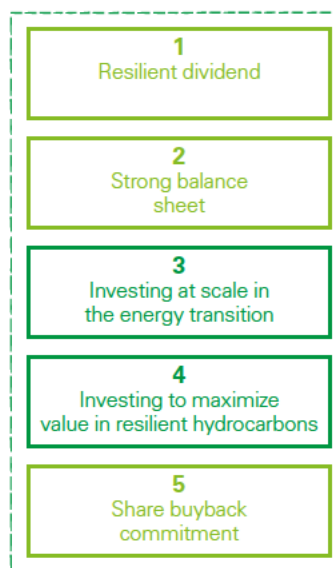 1
Resilient dividend
2
Strong balance
sheet
3
Investing at scale in
the energy transition
4
Investing to maximize
value in resilient hydrocarbons
5
Share buyback
commitment